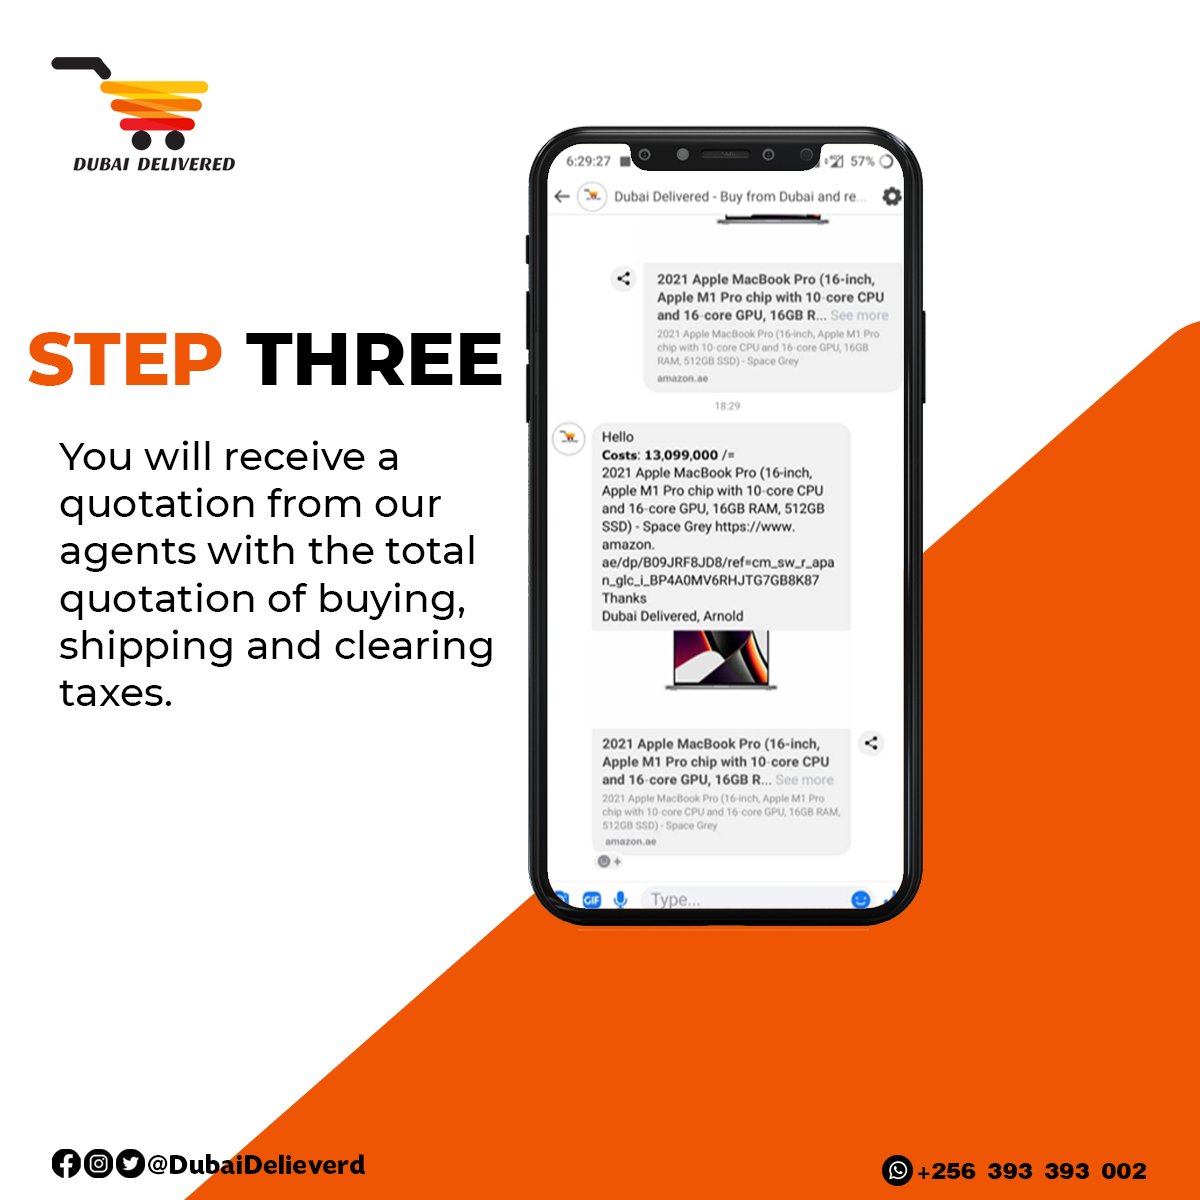 DUBAI DELIVERED
STEP THREE
You will receive a
quotation from our
agents with the total
quotation of buying,
shipping and clearing
taxes.
6:29:27
57%
Dubai Delivered - Buy from Dubai and re...
2021 Apple MacBook Pro (16-inch,
Apple M1 Pro chip with 10-core CPU
and 16-core GPU, 16GB R... See more
2021 Apple MacBook Pro (16-inch, Apple M1 Pro
chip with 10-core CPU and 16-core GPU, 16GB
RAM, 512GB SSD) - Space Grey
amazon.ae
18:29
Hello
Costs: 13,099,000 /=
2021 Apple MacBook Pro (16-inch,
Apple M1 Pro chip with 10-core CPU
and 16-core GPU, 16GB RAM, 512GB
SSD) - Space Grey https://www.
amazon.
ae/dp/B09JRF8JD8/ref=cm_sw_r_apa
n_glc_i_BP4A0MV6RHJTG7GB8K87
Thanks
Dubai Delivered, Arnold
2021 Apple MacBook Pro (16-inch,
Apple M1 Pro chip with 10-core CPU
and 16-core GPU, 16GB R... See more
2021 Apple MacBook Pro (16-inch, Apple M1 Pro
chip with 10-core CPU and 16-core GPU, 16GB RAM,
512GB SSD) - Space Grey
amazon.ae
GIF
Type...
@DubaiDelieverd
+256 393 393 002